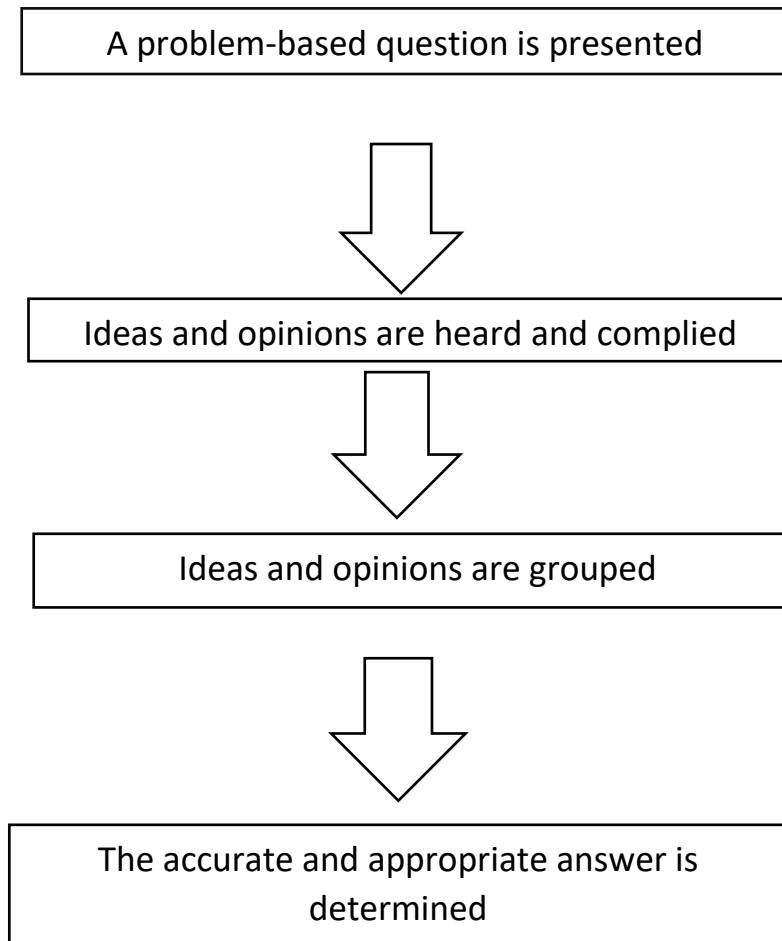 A problem-based question is presented
Ideas and opinions are heard and complied
Ideas and opinions are grouped
The accurate and appropriate answer is
determined